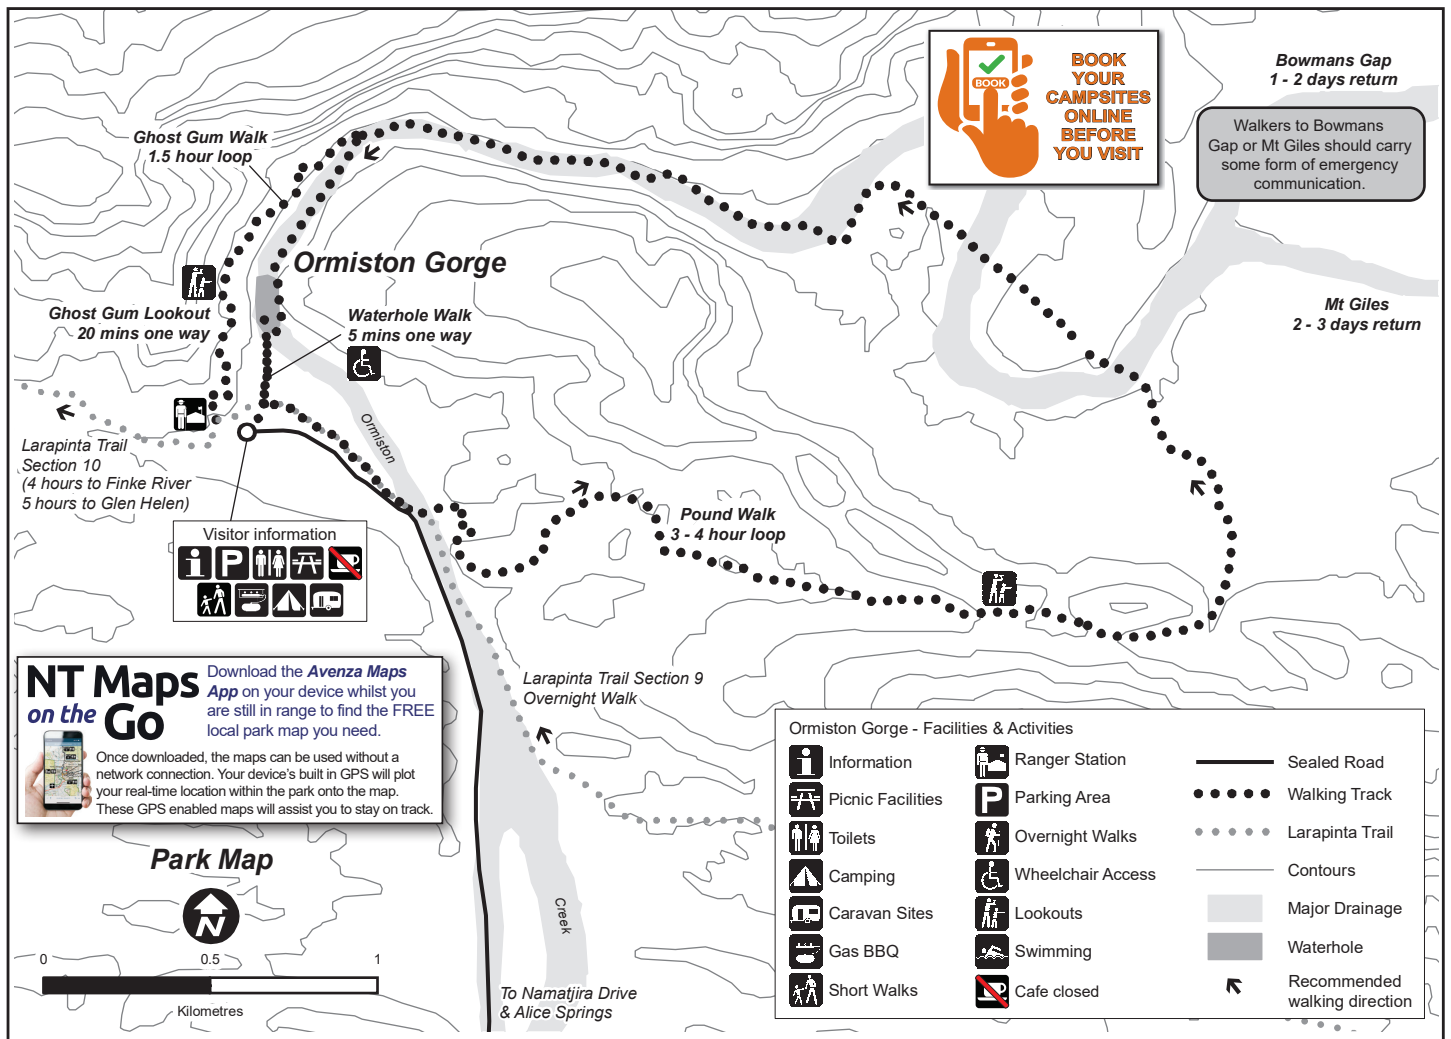 Bowmans Gap
1 - 2 days return
BOOK
YOUR
CAMPSITES
ONLINE
BEFORE
YOU VISIT
BOOK
Walkers to Bowmans
Gap or Mt Giles should carry
some form of emergency
communication.
Ghost Gum Walk
1.5 hour loop
Ormiston Gorge
Ghost Gum Lookout
20 mins one way
Waterhole Walk
5 mins one way
Mt Giles
2 - 3 days return
Ormiston
Larapinta Trail
Section 10
(4 hours to Finke River
5 hours to Glen Helen)
Pound Walk
3 - 4 hour loop
Visitor information
i P
Larapinta Trail Section 9
Overnight Walk
NT Maps
on the Go
Download the Avenza Maps
App on your device whilst you
are still in range to find the FREE
local park map you need.
Once downloaded, the maps can be used without a
network connection. Your device's built in GPS will plot
your real-time location within the park onto the map.
These GPS enabled maps will assist you to stay on track.
Park Map
N
0 0.5 1
Kilometres
Creek
To Namatjira Drive
& Alice Springs
Ormiston Gorge - Facilities & Activities
i Information
Picnic Facilities
Toilets
Camping
Caravan Sites
Gas BBQ
Short Walks
Ranger Station
P Parking Area
Overnight Walks
Wheelchair Access
Lookouts
Swimming
Cafe closed
Sealed Road
Walking Track
Larapinta Trail
Contours
Major Drainage
Waterhole
Recommended
walking direction